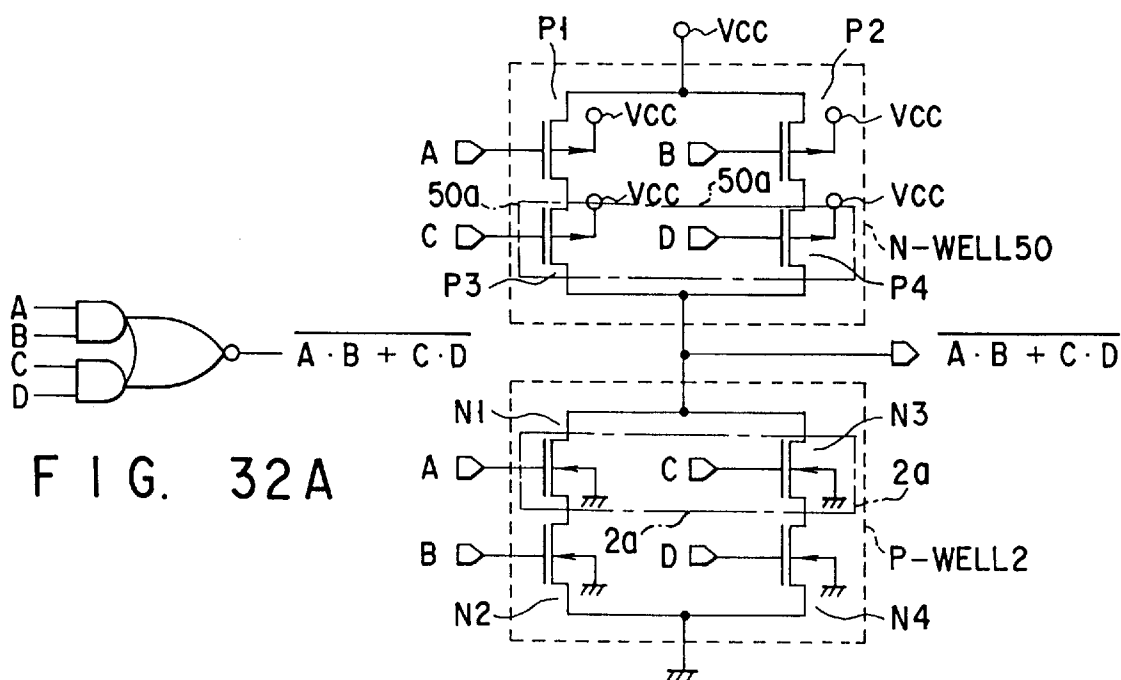 P1
VCC
P2
A
VCC
B
VCC
50a
VCC
50a
VCC
C
D
N-WELL50
P3
P4
A
B
C
D
A · B + C · D
A · B + C · D
N1
N3
A
C
2a
2a
B
D
P-WELL2
N2
N4
FIG. 32A